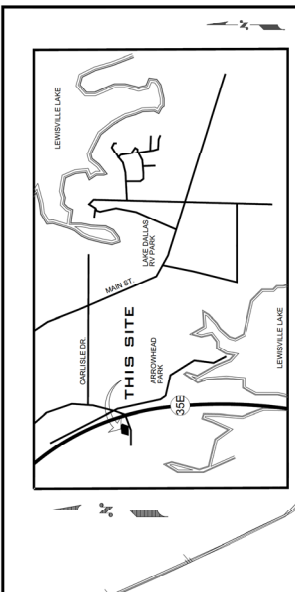 LEWISVILLE LAKE
LAKE DALLAS
RV PARK
MAIN ST.
CARLISLE DR.
THIS SITE
ARROWHEAD
PARK
35E
LEWISVILLE LAKE